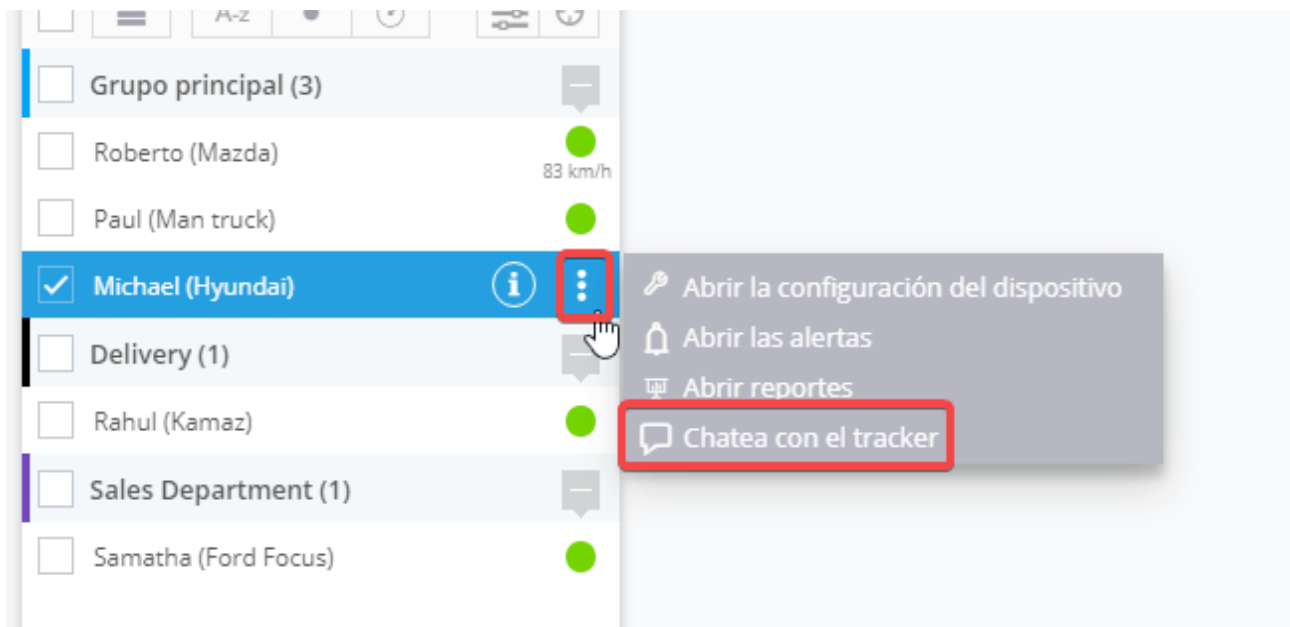 A-z
Grupo principal (3)
Roberto (Mazda)
83 km/h
Paul (Man truck)
Michael (Hyundai)
Abrir la configuración del dispositivo
Abrir las alertas
Abrir reportes
Chatea con el tracker
Delivery (1)
Rahul (Kamaz)
Sales Department (1)
Samatha (Ford Focus)